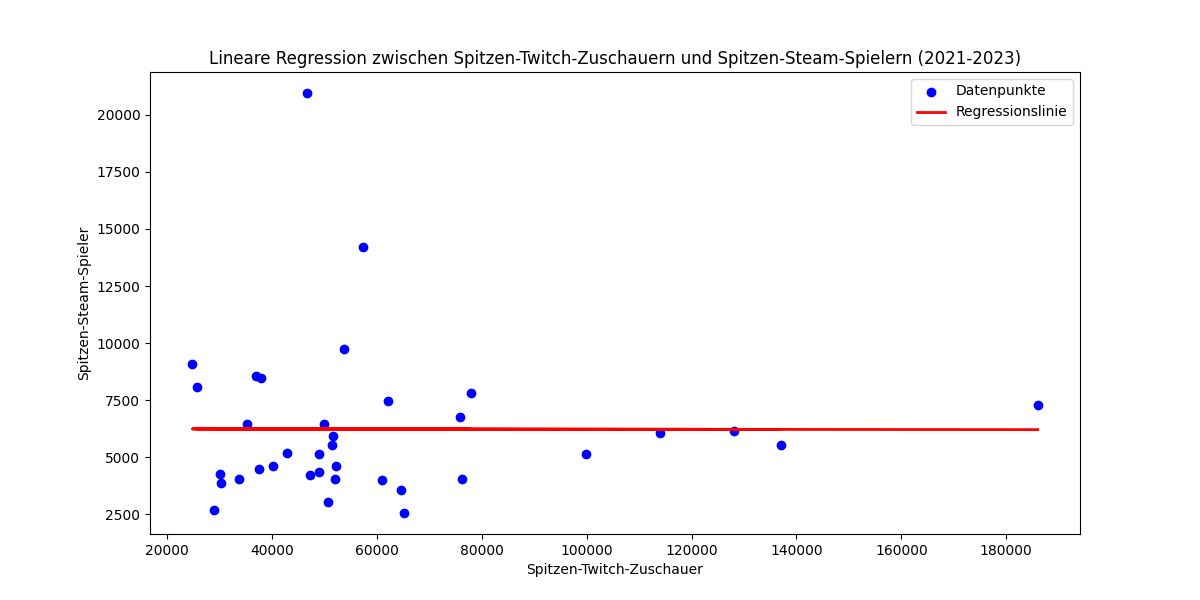 Lineare Regression zwischen Spitzen-Twitch-Zuschauern und Spitzen-Steam-Spielern (2021-2023)
Datenpunkte
Regressionslinie
Spitzen-Steam-Spieler
20000
17500
15000
12500
10000
7500
5000
2500
20000 40000 60000 80000 100000 120000 140000 160000 180000
Spitzen-Twitch-Zuschauer